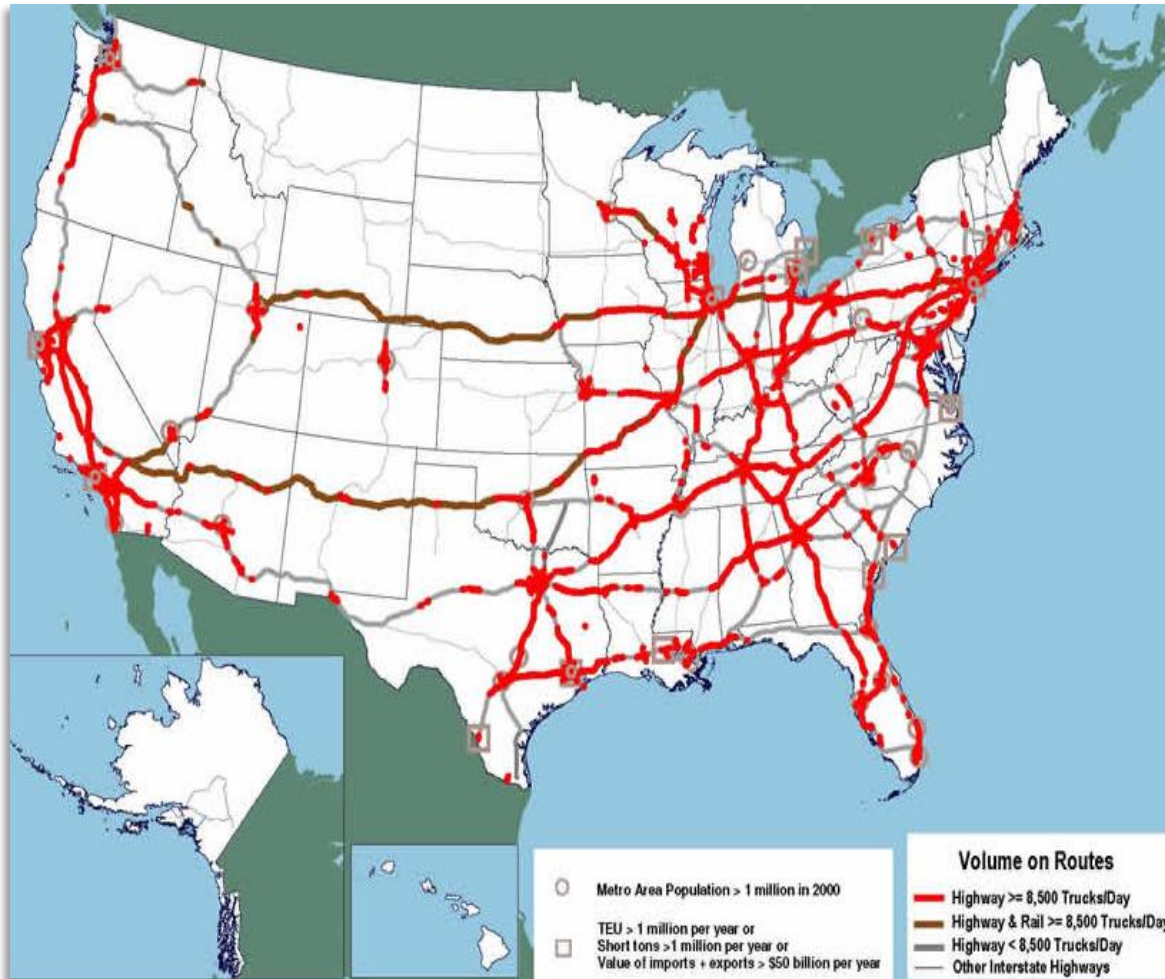 Metro Area Population > 1 million in 2000
TEU > 1 million per year or
Short tons >1 million per year or
Value of imports + exports > $50 billion per year
Volume on Routes
Highway >= 8,500 Trucks/Day
Highway & Rail >= 8,500 Trucks/Day
Highway < 8,500 Trucks/Day
Other Interstate Highways